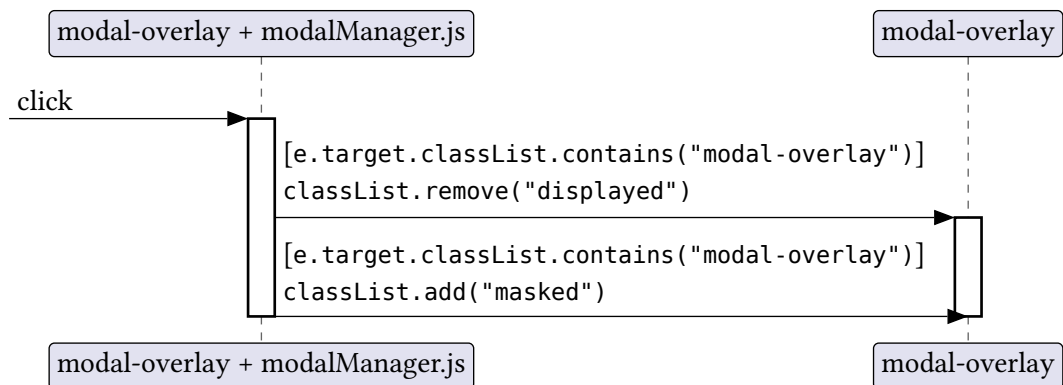 modal-overlay + modalManager.js
modal-overlay
click
[e.target.classList.contains("modal-overlay")]
classList.remove("displayed")
[e.target.classList.contains("modal-overlay")]
classList.add("masked")
modal-overlay + modalManager.js
modal-overlay